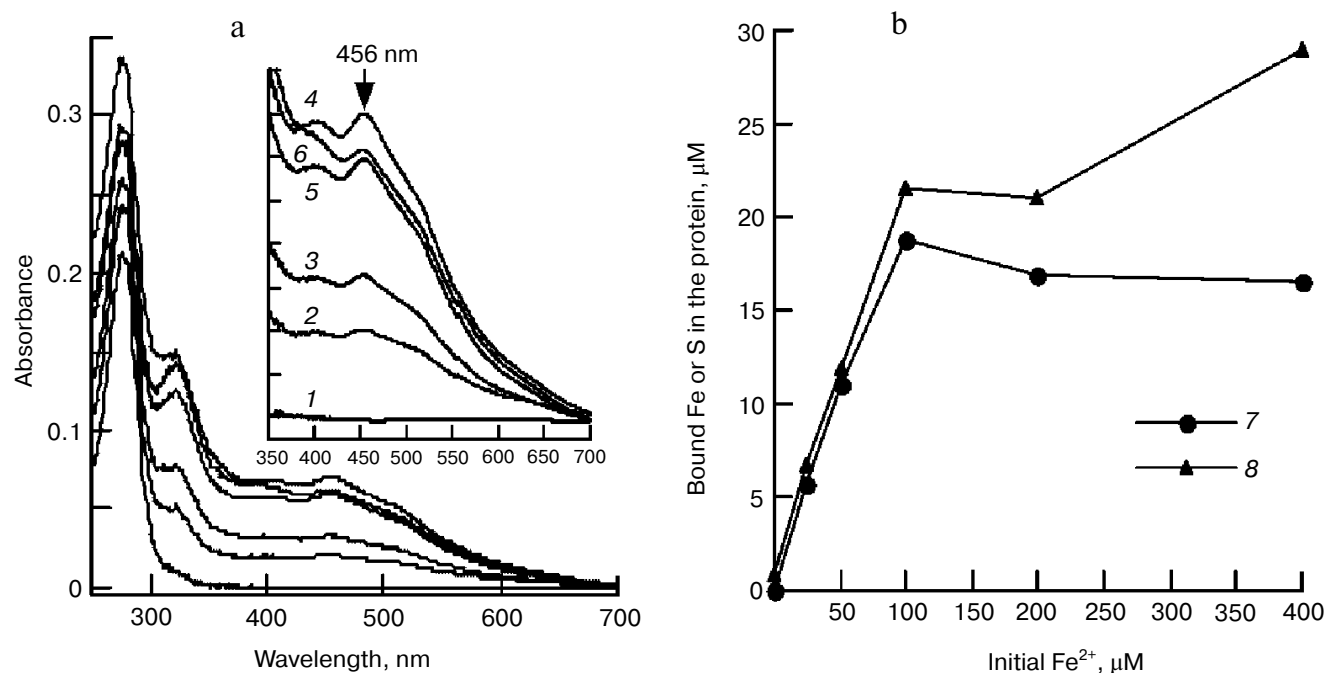 a
456 nm
4
6
5
3
2
1
350 400 450 500 550 600 650 700
0.3
0.2
0.1
0
300 400 500 600 700
Absorbance
Wavelength, nm
b
30
25
20
15
10
5
0
50 100 150 200 250 300 350 400
7
8
Bound Fe or S in the protein, μM
Initial Fe²⁺, μM